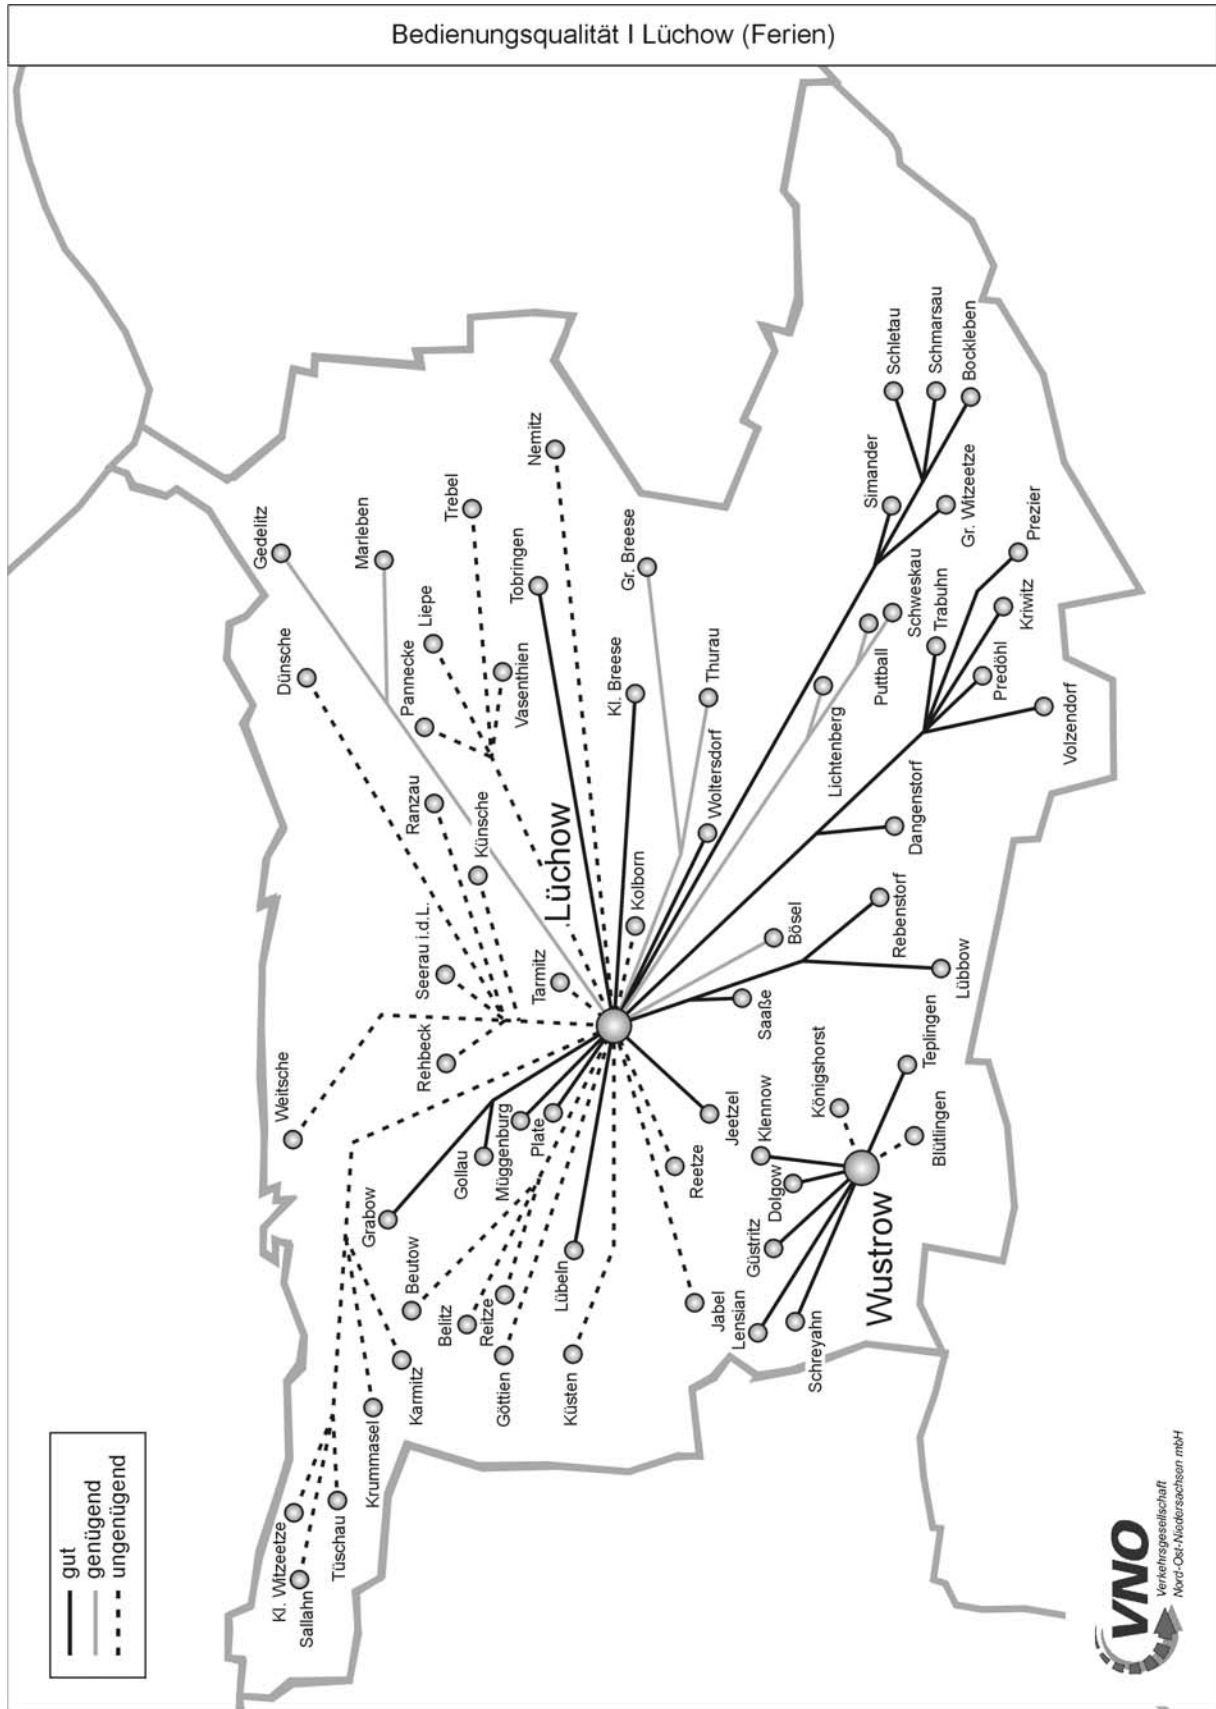 Bedienungsqualität I Lüchow (Ferien)
gut
genügend
ungenügend
Kl. Witzeetze
Sallahn
Tüschau
Krummasel
Karmitz
Weitsche
Grabow
Beutow
Belitz
Reitze
Göttien
Küsten
Lübeln
Gollau
Müggenburg
Plate
Rehbeck
Seerau i.d.L.
Tarmitz
Künsche
Ranzau
Dünsche
Gedelitz
Marleben
Pannecke
Liepe
Trebel
Vasenthien
Tobringen
Nemitz
Lüchow
Kl. Breese
Gr. Breese
Kolborn
Thurau
Woltersdorf
Jabel
Reetze
Jeetzel
Saaße
Bösel
Lichtenberg
Puttball
Schweskau
Simander
Gr. Witzeetze
Schletau
Schmarsau
Bockleben
Prezier
Trabuhn
Kriwitz
Predöhl
Volzendorf
Dangenstorf
Rebenstorf
Lübbow
Teplingen
Königshorst
Blütlingen
Klennow
Dolgow
Güstritz
Lensian
Schreyahn
Wustrow
VNO
Verkehrsgesellschaft
Nord-Ost-Niedersachsen mbH